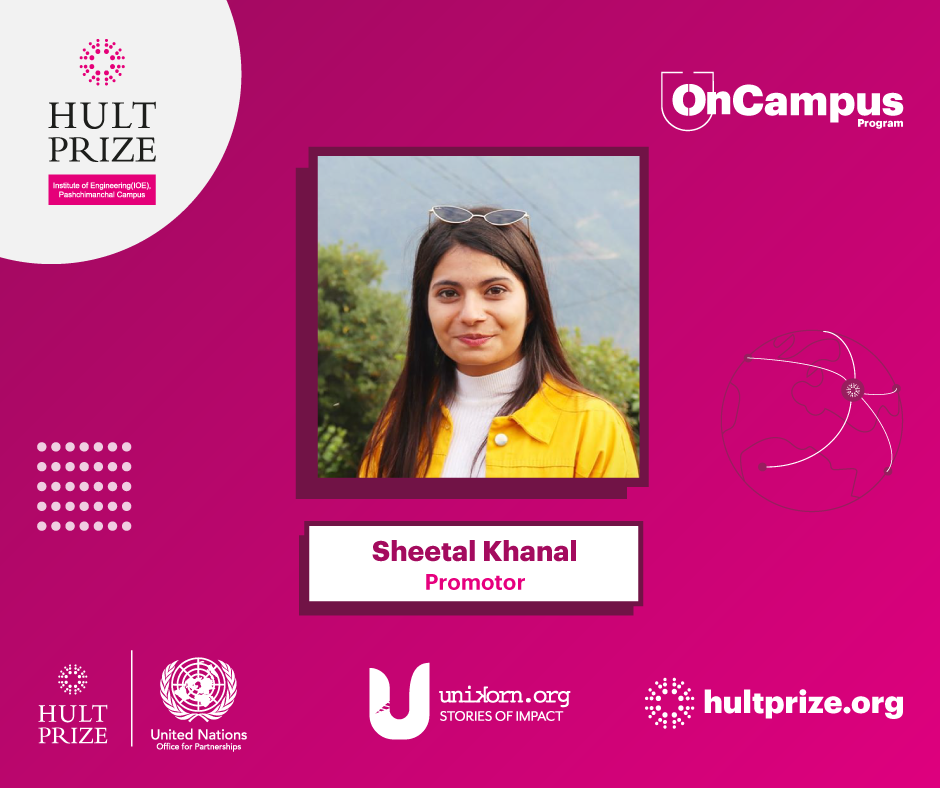 HULT
PRIZE
Institute of Engineering(IOE),
Pashchimanchal Campus
OnCampus
Program
Sheetal Khanal
Promotor
HULT
PRIZE
United Nations
Office for Partnerships
unikorn.org
STORIES OF IMPACT
hultprize.org